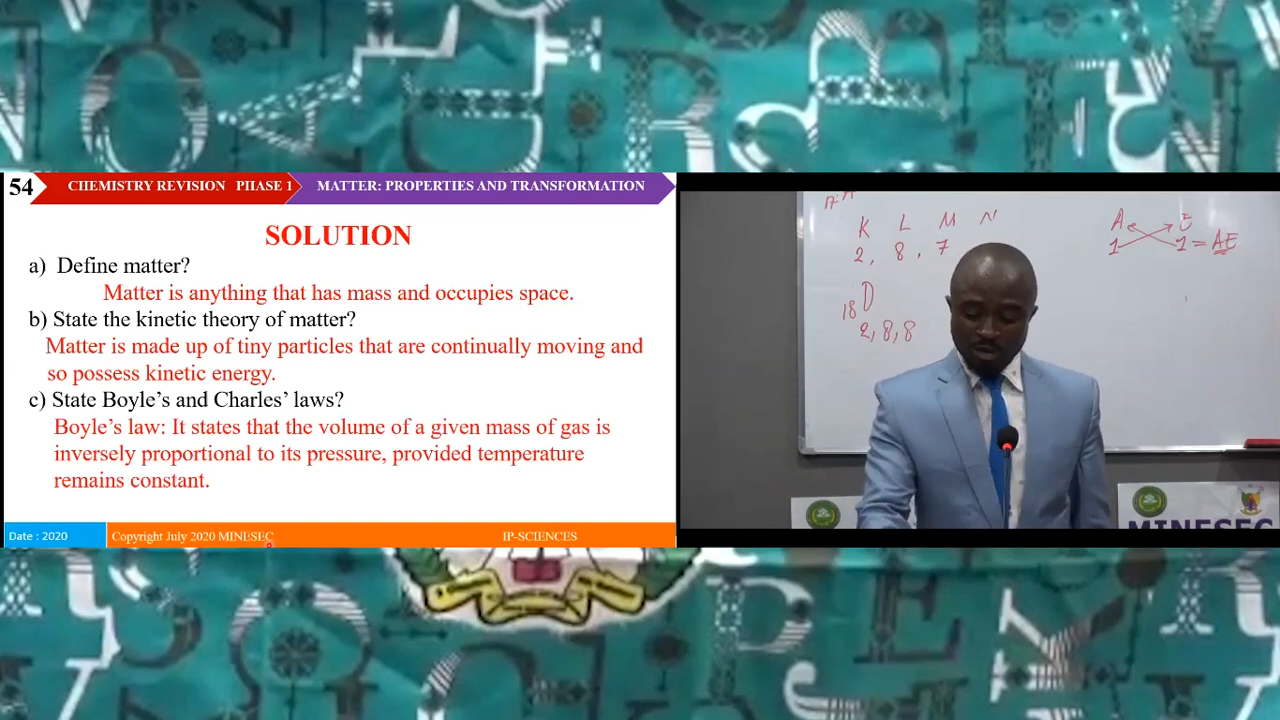 54
CHEMISTRY REVISION PHASE 1
MATTER: PROPERTIES AND TRANSFORMATION
SOLUTION
a) Define matter?
Matter is anything that has mass and occupies space.
b) State the kinetic theory of matter?
Matter is made up of tiny particles that are continually moving and
so possess kinetic energy.
c) State Boyle’s and Charles’ laws?
Boyle’s law: It states that the volume of a given mass of gas is
inversely proportional to its pressure, provided temperature
remains constant.
Date : 2020
Copyright July 2020 MINESEC
IP-SCIENCES
K L M N
2, 8, 7
18 D
2, 8, 8
A E
1 1 = AE
MINESEC